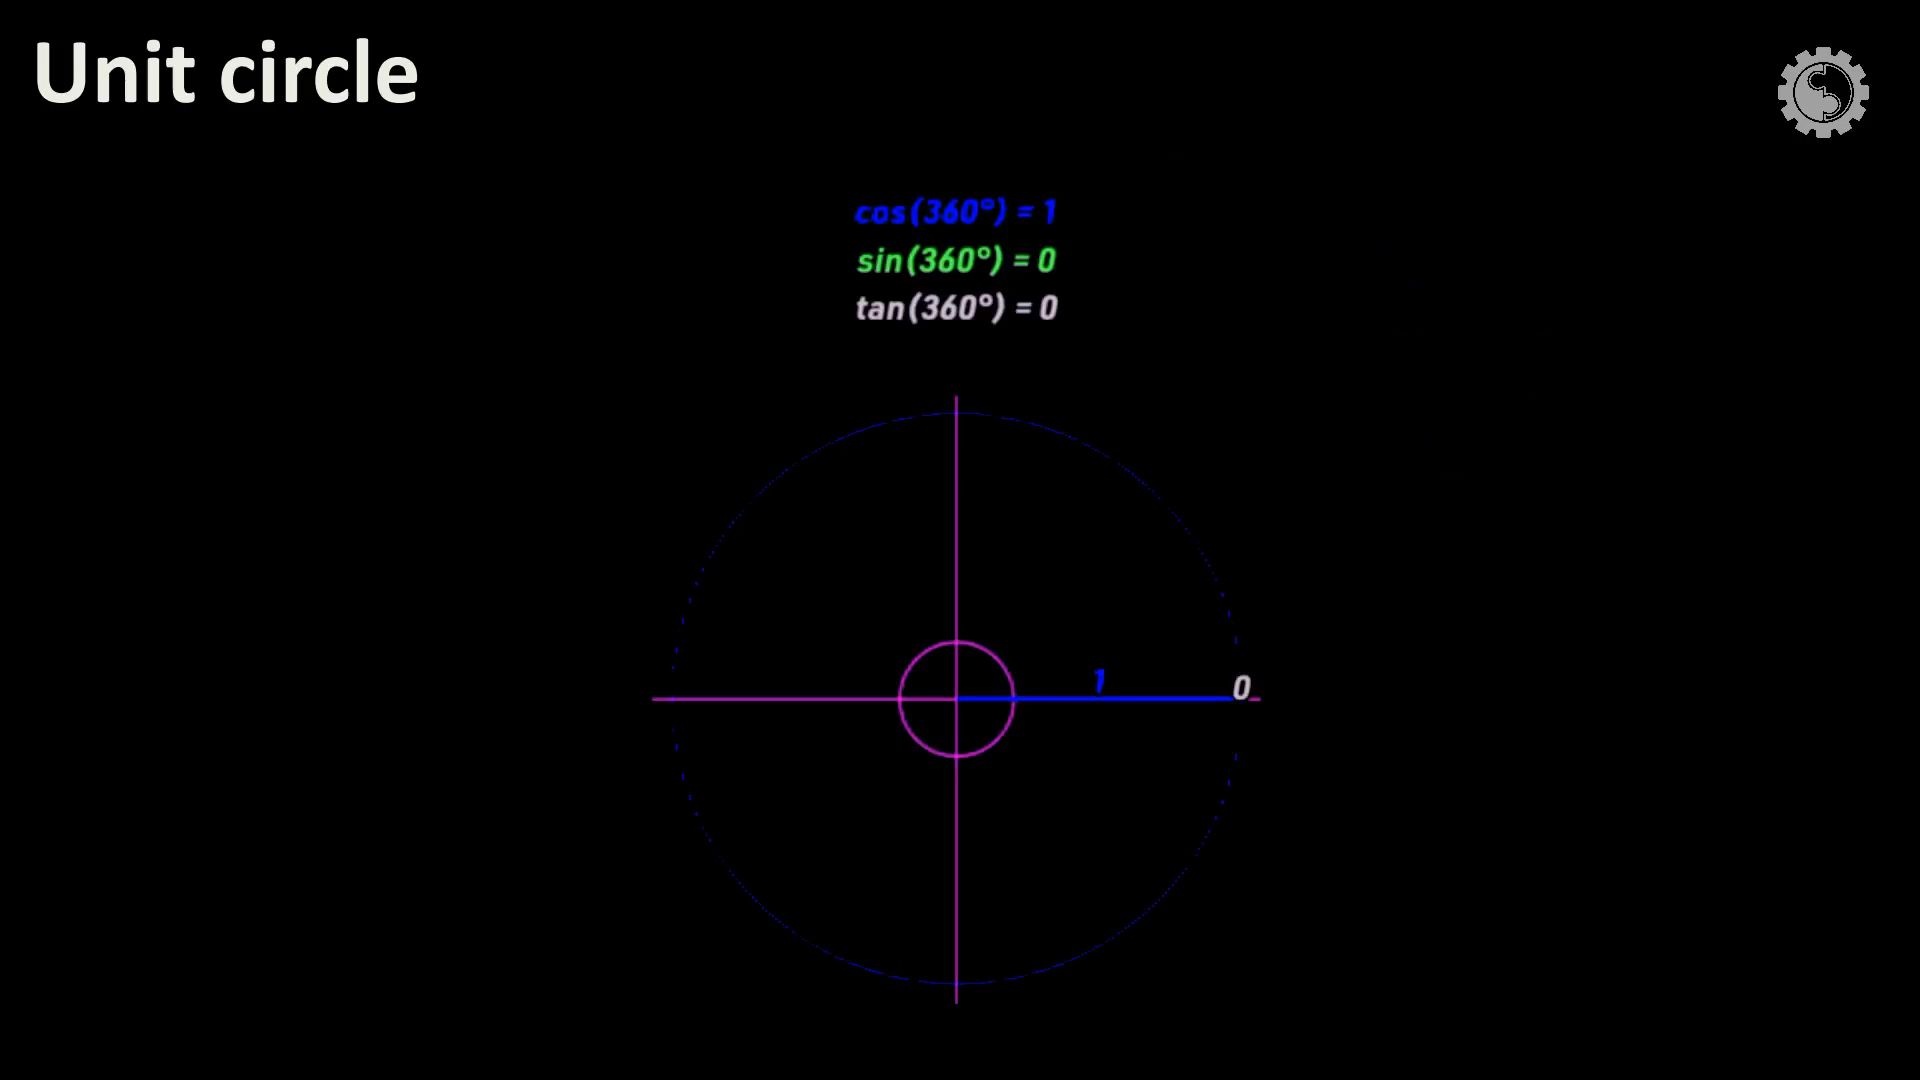 Unit circle
cos(360°) = 1
sin(360°) = 0
tan(360°) = 0
1
0